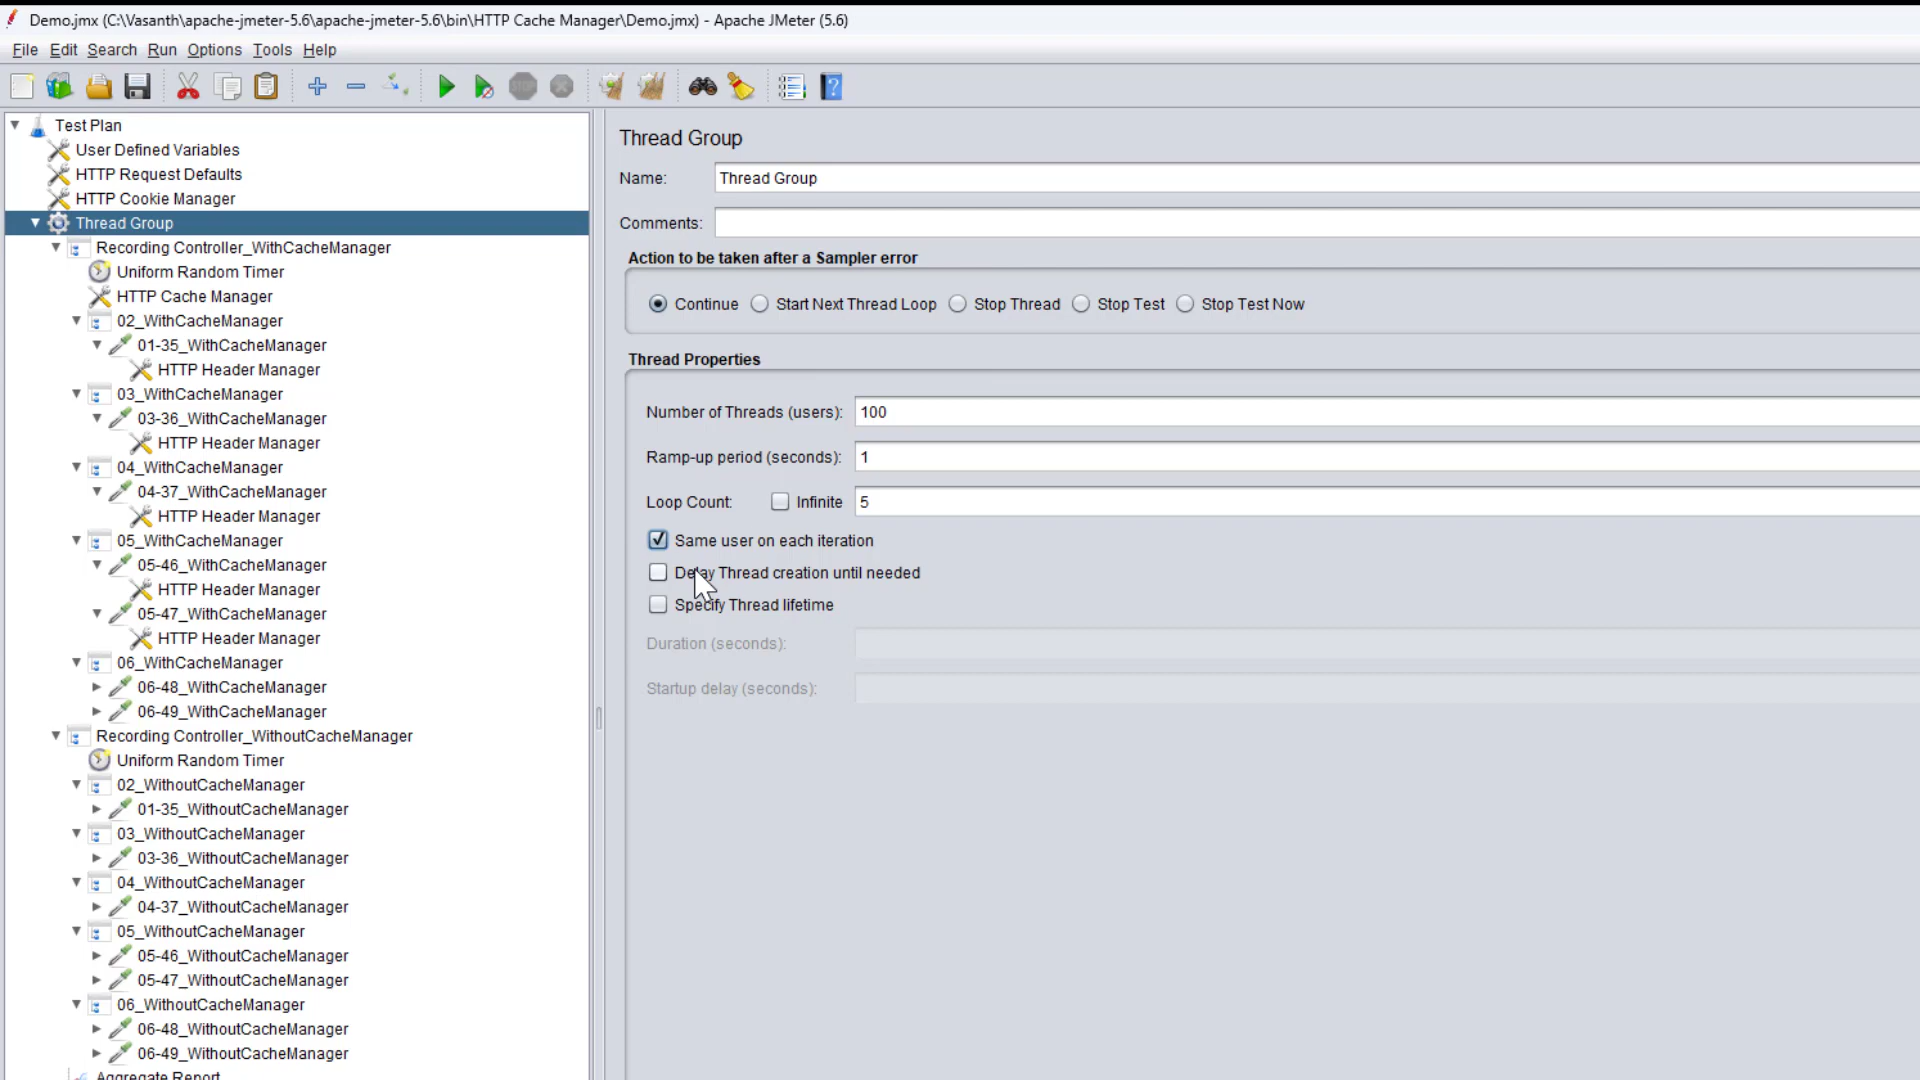 Demo.jmx (C:\Vasanth\apache-jmeter-5.6\apache-jmeter-5.6\bin\HTTP Cache Manager\Demo.jmx) - Apache JMeter (5.6)
File Edit Search Run Options Tools Help
STOP
Test Plan
User Defined Variables
HTTP Request Defaults
HTTP Cookie Manager
Thread Group
Recording Controller_WithCacheManager
Uniform Random Timer
HTTP Cache Manager
02_WithCacheManager
01-35_WithCacheManager
HTTP Header Manager
03_WithCacheManager
03-36_WithCacheManager
HTTP Header Manager
04_WithCacheManager
04-37_WithCacheManager
HTTP Header Manager
05_WithCacheManager
05-46_WithCacheManager
HTTP Header Manager
05-47_WithCacheManager
HTTP Header Manager
06_WithCacheManager
06-48_WithCacheManager
06-49_WithCacheManager
Recording Controller_WithoutCacheManager
Uniform Random Timer
02_WithoutCacheManager
01-35_WithoutCacheManager
03_WithoutCacheManager
03-36_WithoutCacheManager
04_WithoutCacheManager
04-37_WithoutCacheManager
05_WithoutCacheManager
05-46_WithoutCacheManager
05-47_WithoutCacheManager
06_WithoutCacheManager
06-48_WithoutCacheManager
06-49_WithoutCacheManager
Aggregate Report
Thread Group
Name: Thread Group
Comments:
Action to be taken after a Sampler error
Continue Start Next Thread Loop Stop Thread Stop Test Stop Test Now
Thread Properties
Number of Threads (users): 100
Ramp-up period (seconds): 1
Loop Count: Infinite 5
Same user on each iteration
Delay Thread creation until needed
Specify Thread lifetime
Duration (seconds):
Startup delay (seconds):